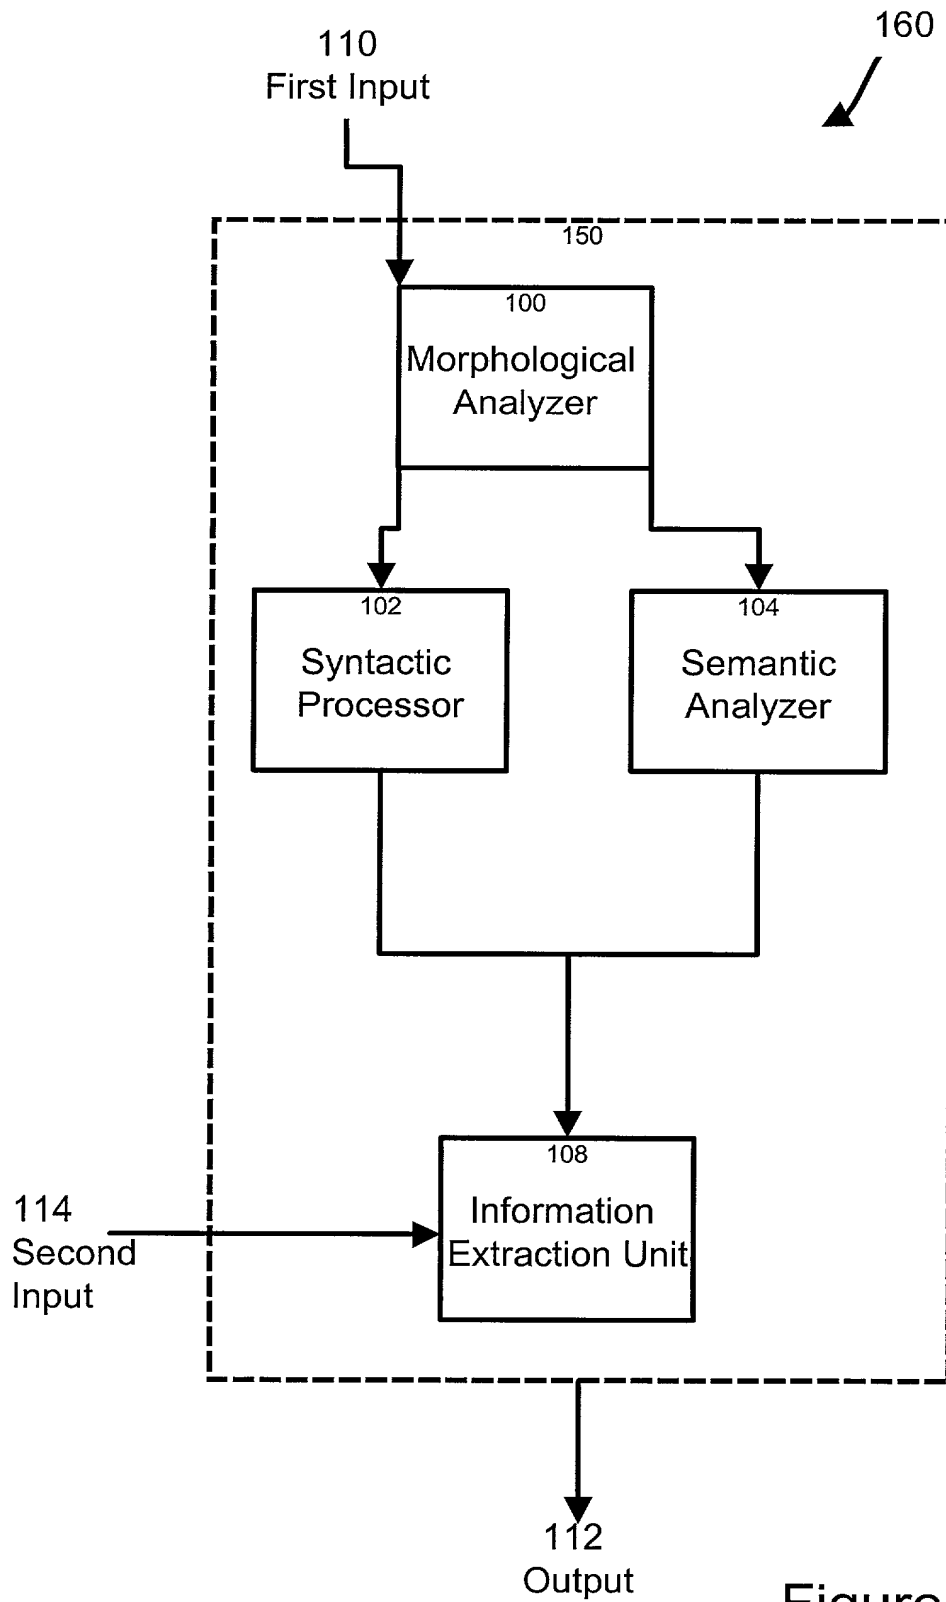 160
110
First Input
150
100
Morphological
Analyzer
102
Syntactic
Processor
104
Semantic
Analyzer
108
Information
Extraction Unit
114
Second
Input
112
Output
Figure